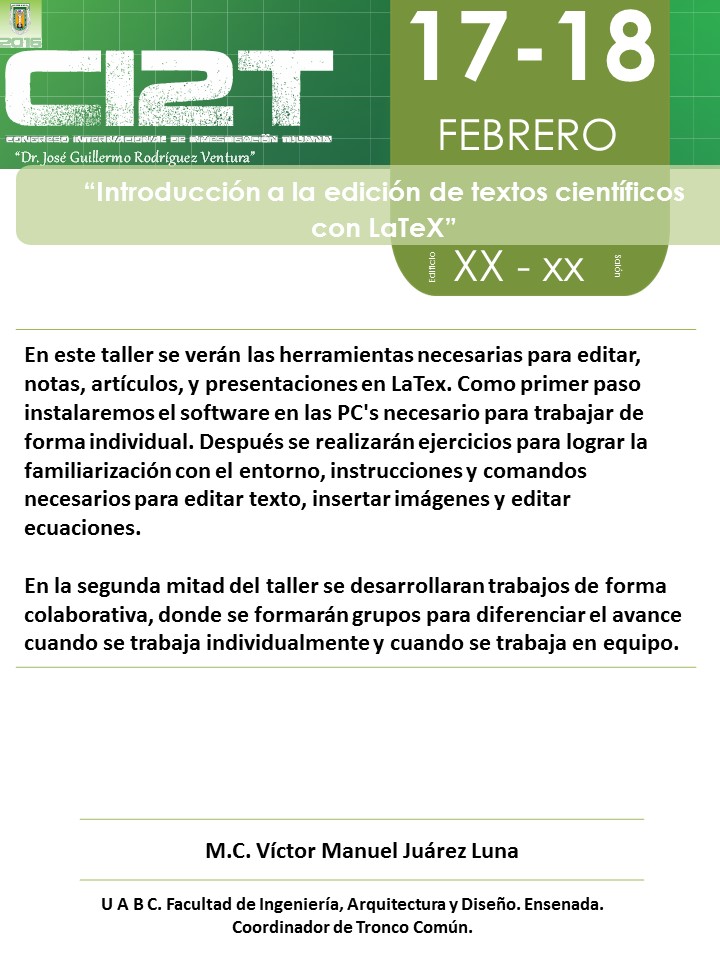 2016
CI2T
CONGRESO INTERNACIONAL DE INVESTIGACIÓN TIJUANA
“Dr. José Guillermo Rodríguez Ventura”
17-18
FEBRERO
“Introducción a la edición de textos científicos
con LaTeX”
Edificio XX - XX Salón
En este taller se verán las herramientas necesarias para editar,
notas, artículos, y presentaciones en LaTex. Como primer paso
instalaremos el software en las PC's necesario para trabajar de
forma individual. Después se realizarán ejercicios para lograr la
familiarización con el entorno, instrucciones y comandos
necesarios para editar texto, insertar imágenes y editar
ecuaciones.
En la segunda mitad del taller se desarrollaran trabajos de forma
colaborativa, donde se formarán grupos para diferenciar el avance
cuando se trabaja individualmente y cuando se trabaja en equipo.
M.C. Víctor Manuel Juárez Luna
U A B C. Facultad de Ingeniería, Arquitectura y Diseño. Ensenada.
Coordinador de Tronco Común.